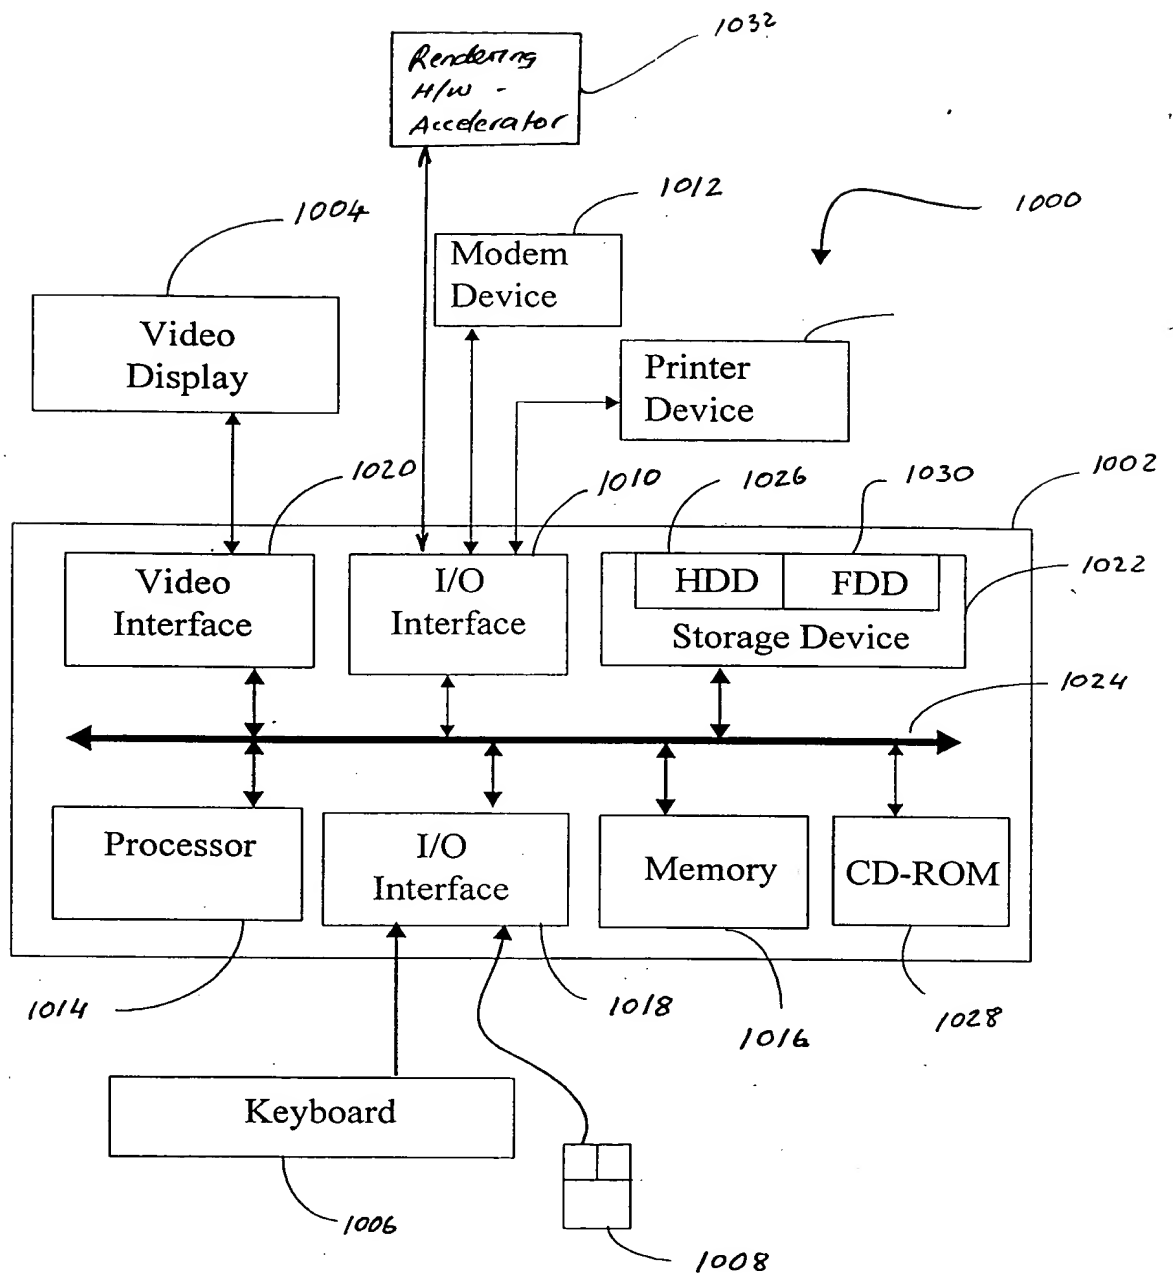 1032
Rendering
H/W -
Accelerator
1012
1000
1004
Modem
Device
Video
Display
Printer
Device
1020
1010
1026
1030
1002
Video
Interface
I/O
Interface
HDD
FDD
Storage Device
1022
1024
Processor
I/O
Interface
Memory
CD-ROM
1014
1018
1016
1028
Keyboard
1006
1008